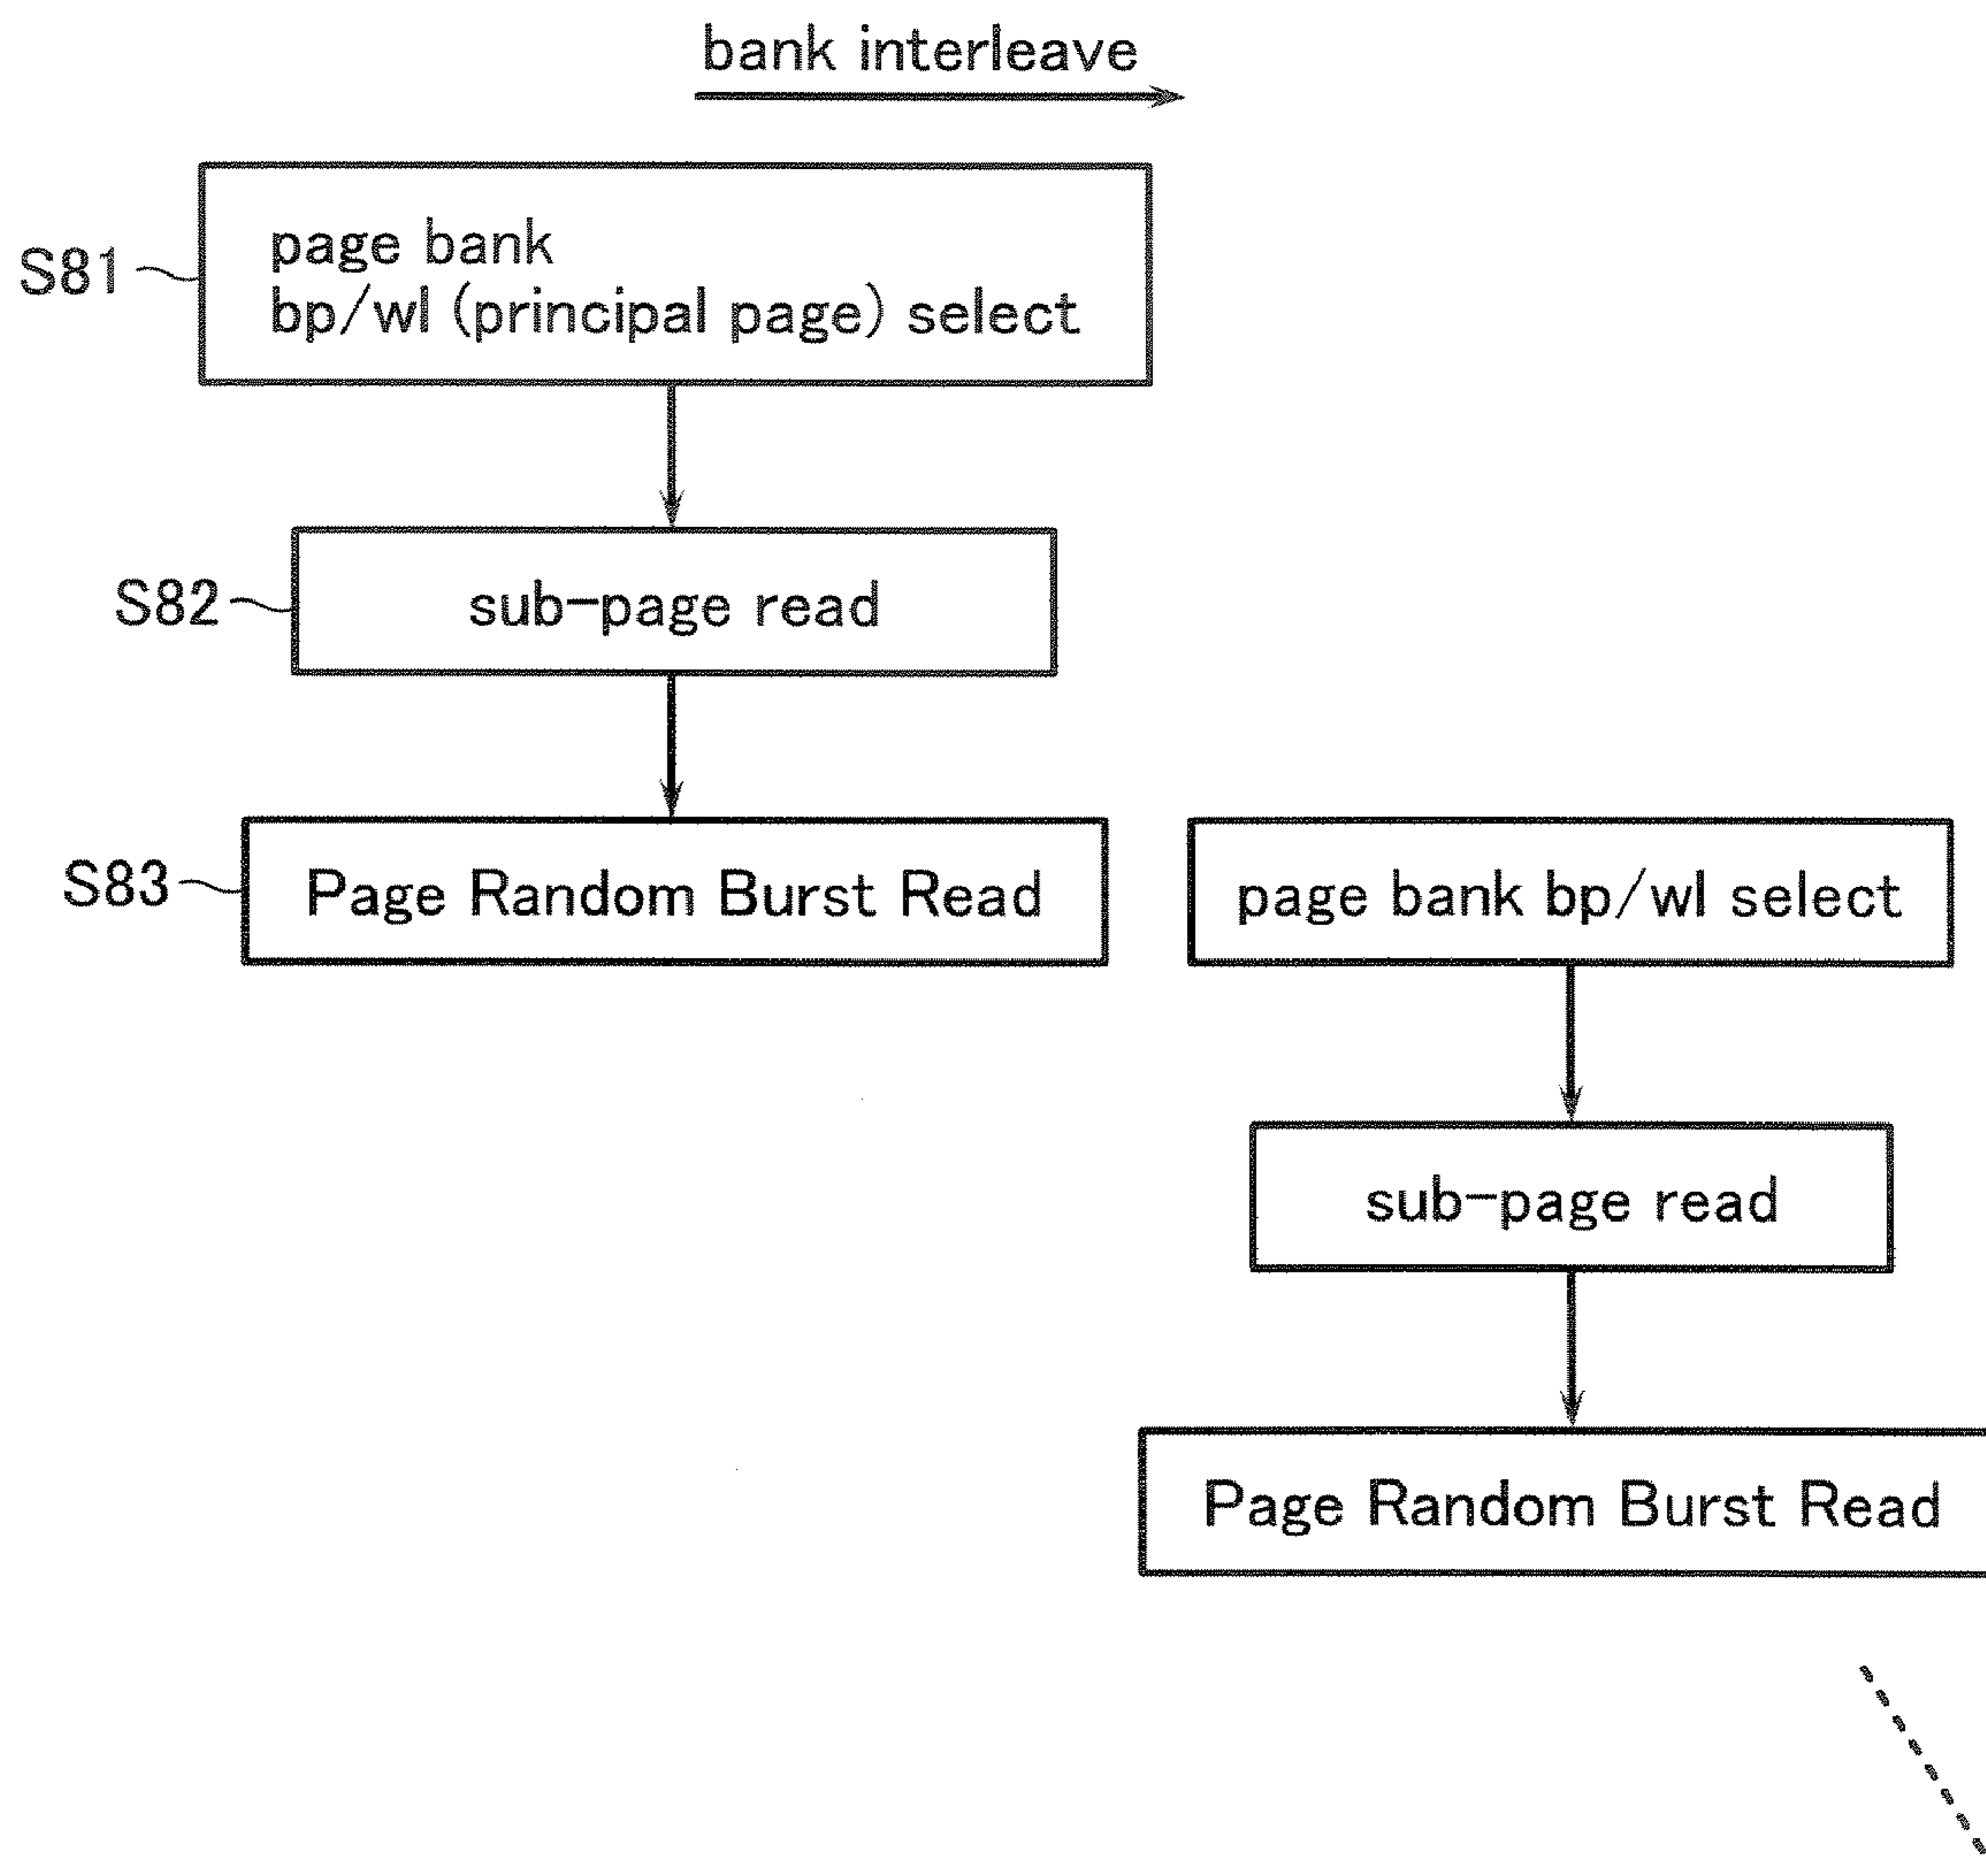 bank interleave
S81
page bank
bp/wl (principal page) select
S82
sub-page read
S83
Page Random Burst Read
page bank bp/wl select
sub-page read
Page Random Burst Read